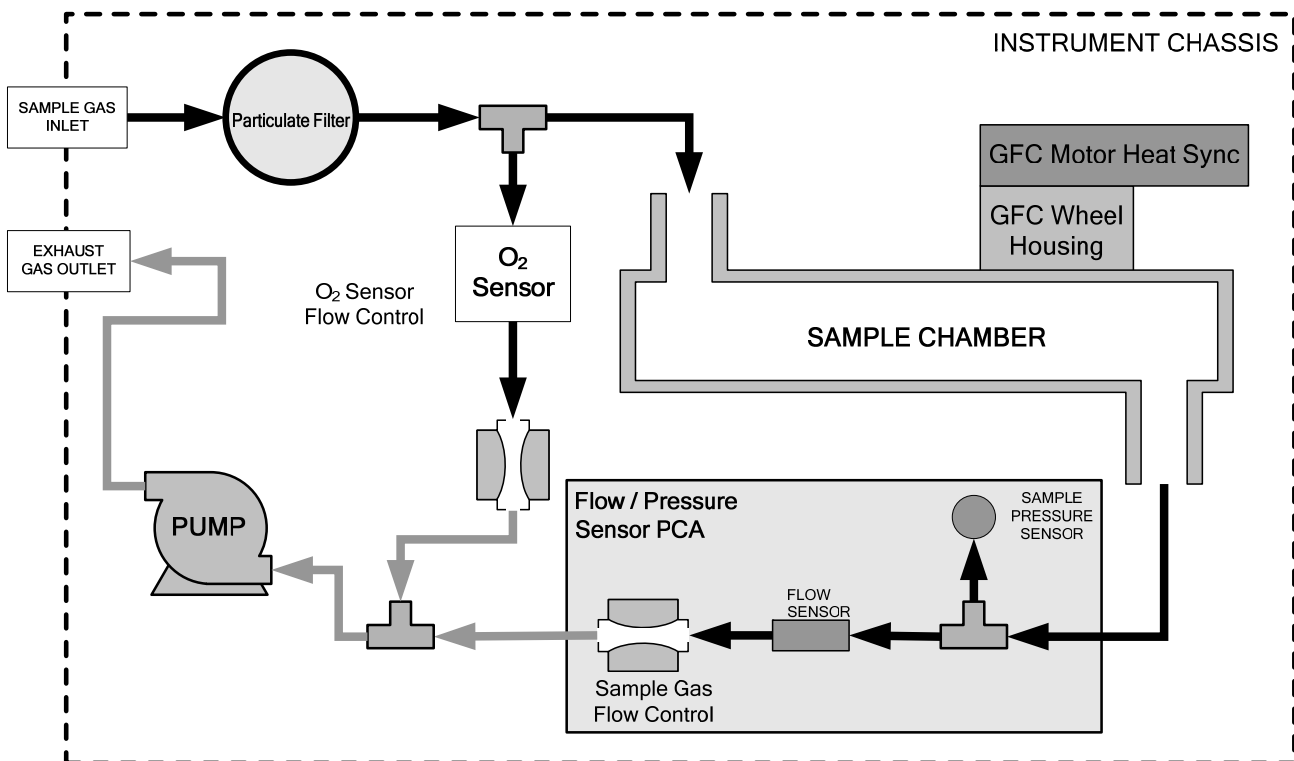 INSTRUMENT CHASSIS
SAMPLE GAS
INLET
Particulate Filter
GFC Motor Heat Sync
GFC Wheel
Housing
EXHAUST
GAS OUTLET
O₂
Sensor
O₂ Sensor
Flow Control
SAMPLE CHAMBER
PUMP
Flow / Pressure
Sensor PCA
SAMPLE
PRESSURE
SENSOR
FLOW
SENSOR
Sample Gas
Flow Control